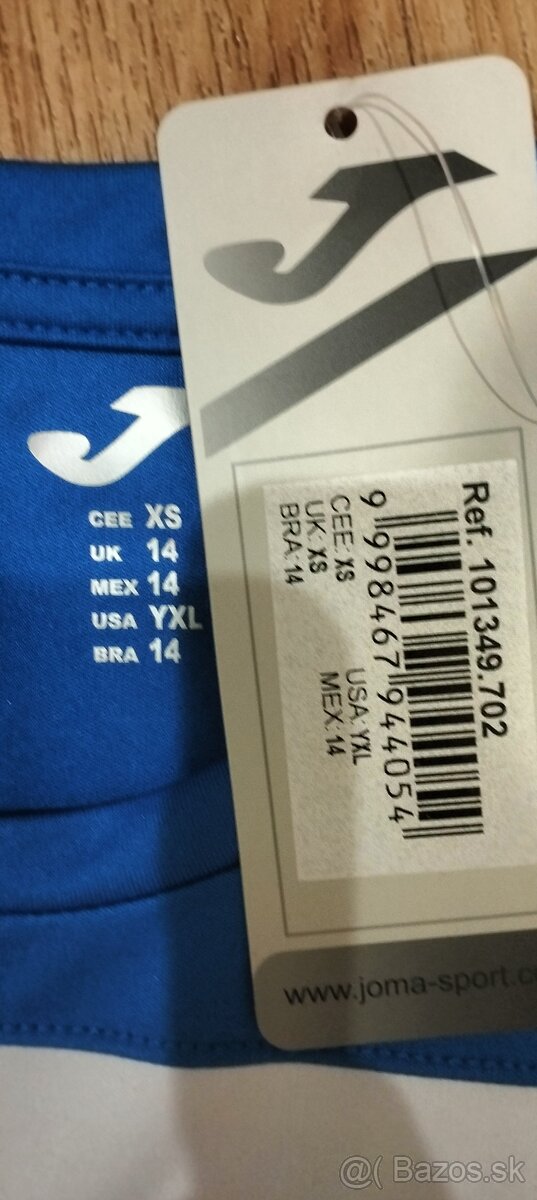 CEE XS
UK 14
MEX 14
USA YXL
BRA 14
Ref. 101349.702
9 998467 944054
CEE: XS USA: YXL
UK: XS MEX: 14
BRA: 14
www.joma-sport.c
@( Bazos.sk